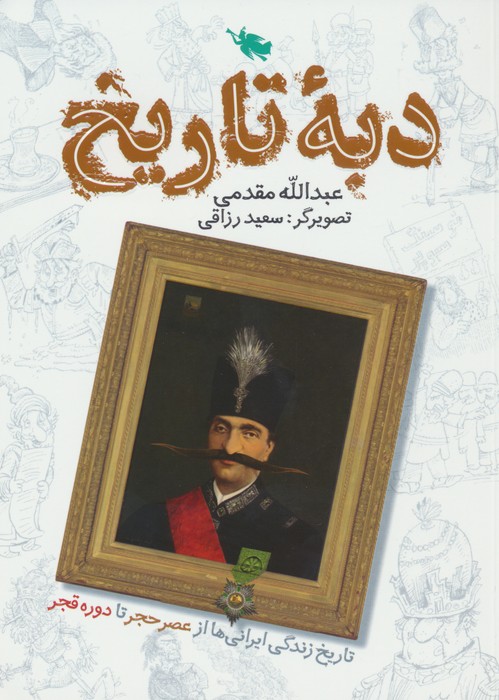 دبهٔ تاریخ
عبدالله مقدمی
تصویرگر: سعید رزاقی
تاریخ زندگی ایرانی‌ها از عصر حجر تا دوره قجر